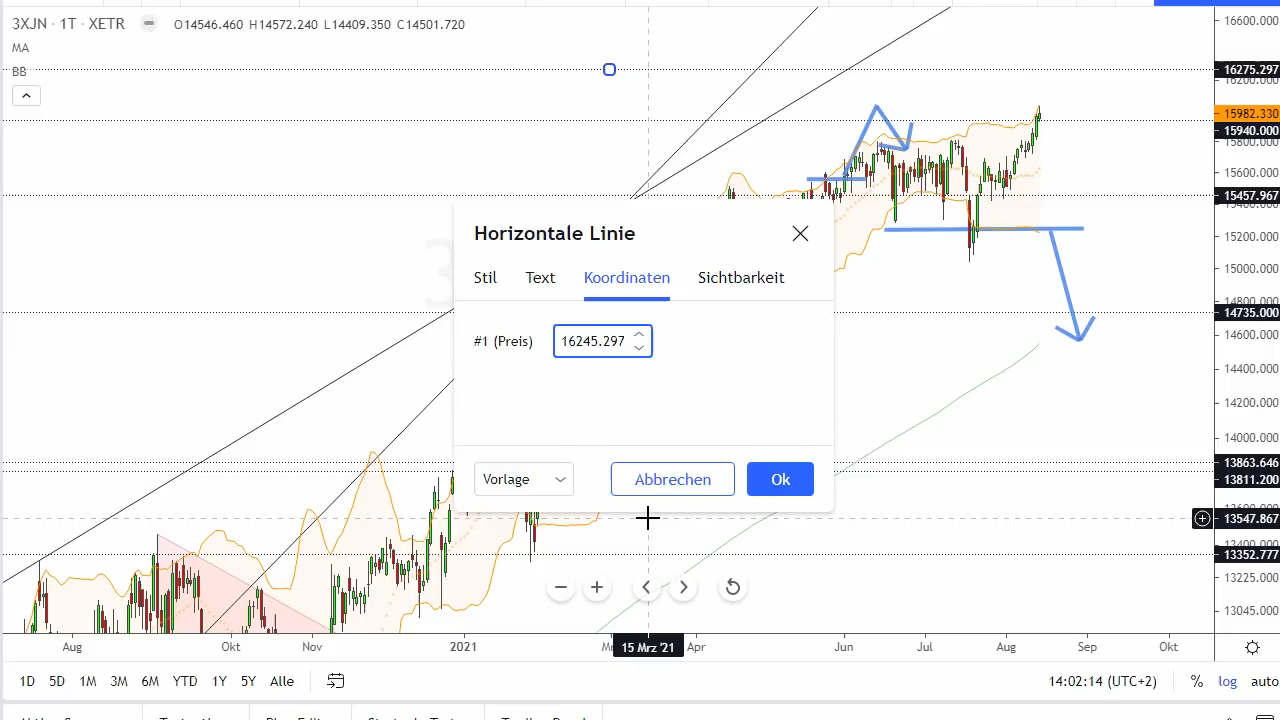 3XJN · 1T · XETR O14546.460 H14572.240 L14409.350 C14501.720
MA
BB
16600.000
16275.297
16200.000
15982.330
15940.000
15800.000
15600.000
15457.967
15400.000
15200.000
15000.000
14800.000
14735.000
14600.000
14400.000
14200.000
14000.000
13863.646
13811.200
13547.867
13400.000
13352.777
13225.000
13045.000
Horizontale Linie
Stil Text Koordinaten Sichtbarkeit
#1 (Preis) 16245.297
Vorlage Abbrechen Ok
Aug Okt Nov 2021 15 Mrz '21 Apr Jun Jul Aug Sep Okt
1D 5D 1M 3M 6M YTD 1Y 5Y Alle 14:02:14 (UTC+2) % log auto